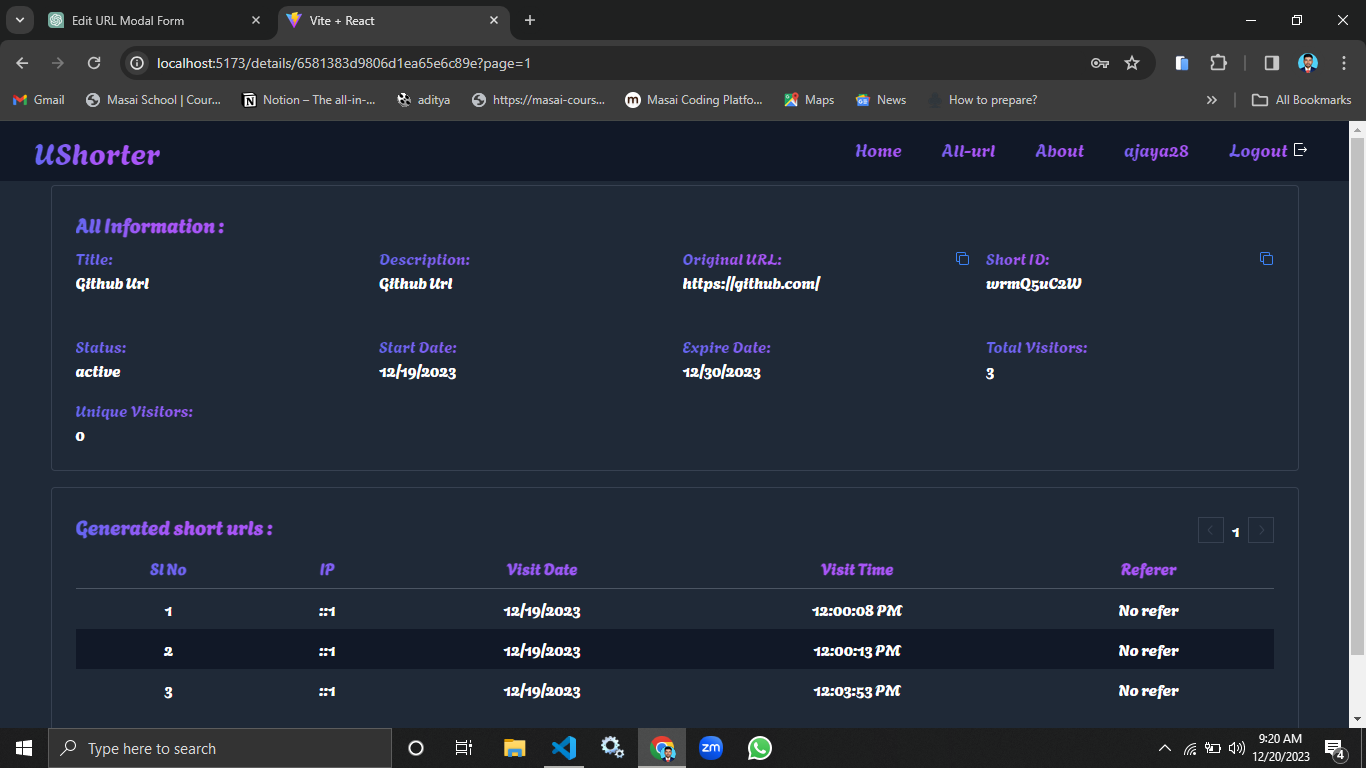 Edit URL Modal Form
Vite + React
localhost:5173/details/6581383d9806d1ea65e6c89e?page=1
Gmail
Masai School | Cour...
Notion – The all-in-...
aditya
https://masai-cours...
Masai Coding Platfo...
Maps
News
How to prepare?
All Bookmarks
UShorter
Home
All-url
About
ajaya28
Logout
All Information :
Title:
Github Url
Description:
Github Url
Original URL:
https://github.com/
Short ID:
wrmQ5uC2W
Status:
active
Start Date:
12/19/2023
Expire Date:
12/30/2023
Total Visitors:
3
Unique Visitors:
0
Generated short urls :
1
Sl No IP Visit Date Visit Time Referer
1 ::1 12/19/2023 12:00:08 PM No refer
2 ::1 12/19/2023 12:00:13 PM No refer
3 ::1 12/19/2023 12:03:53 PM No refer
Type here to search
zm
9:20 AM
12/20/2023
4